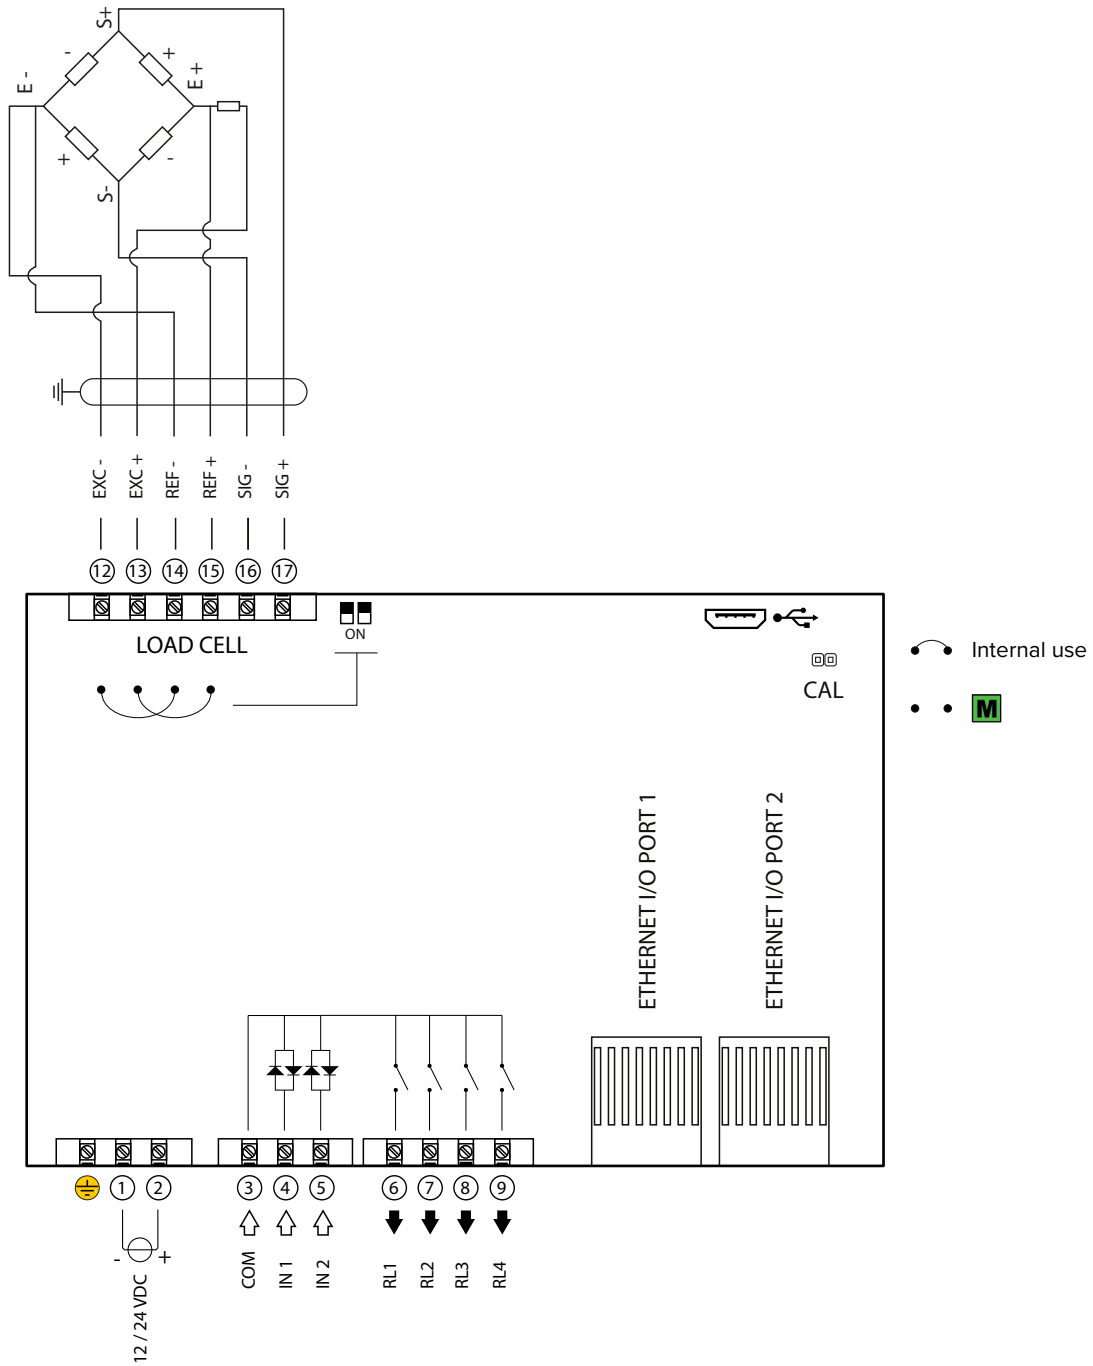 S+
- +
E - E +
+ -
S-
EXC - EXC + REF - REF + SIG - SIG +
12 13 14 15 16 17
ON
LOAD CELL
CAL
Internal use
M
ETHERNET I/O PORT 1
ETHERNET I/O PORT 2
1 2 3 4 5 6 7 8 9
- +
12 / 24 VDC
COM IN 1 IN 2 RL1 RL2 RL3 RL4